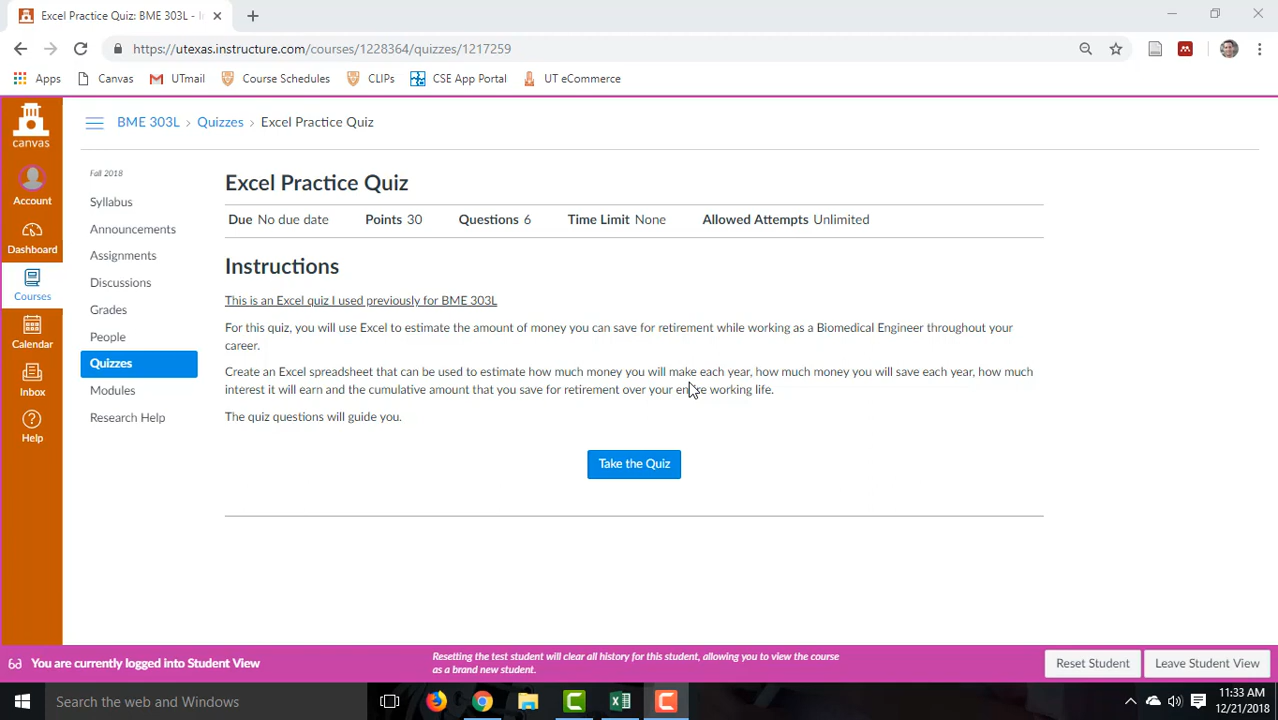 Excel Practice Quiz: BME 303L -
https://utexas.instructure.com/courses/1228364/quizzes/1217259
Apps Canvas UTmail Course Schedules CLIPs CSE App Portal UT eCommerce
canvas
Account
Dashboard
Courses
Calendar
Inbox
Help
BME 303L › Quizzes › Excel Practice Quiz
Fall 2018
Syllabus
Announcements
Assignments
Discussions
Grades
People
Quizzes
Modules
Research Help
Excel Practice Quiz
Due No due date Points 30 Questions 6 Time Limit None Allowed Attempts Unlimited
Instructions
This is an Excel quiz I used previously for BME 303L
For this quiz, you will use Excel to estimate the amount of money you can save for retirement while working as a Biomedical Engineer throughout your
career.
Create an Excel spreadsheet that can be used to estimate how much money you will make each year, how much money you will save each year, how much
interest it will earn and the cumulative amount that you save for retirement over your entire working life.
The quiz questions will guide you.
Take the Quiz
You are currently logged into Student View
Resetting the test student will clear all history for this student, allowing you to view the course
as a brand new student.
Reset Student
Leave Student View
Search the web and Windows
11:33 AM
12/21/2018